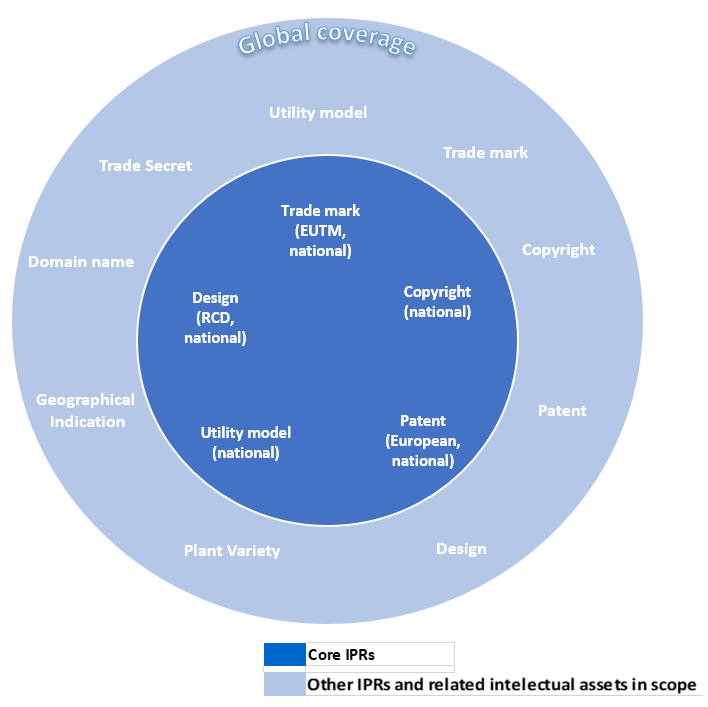 Global coverage
Utility model
Trade mark
Trade Secret
Trade mark
(EUTM,
national)
Copyright
Domain name
Design
(RCD,
national)
Copyright
(national)
Geographical
Indication
Patent
Utility model
(national)
Patent
(European,
national)
Plant Variety
Design
Core IPRs
Other IPRs and related intelectual assets in scope